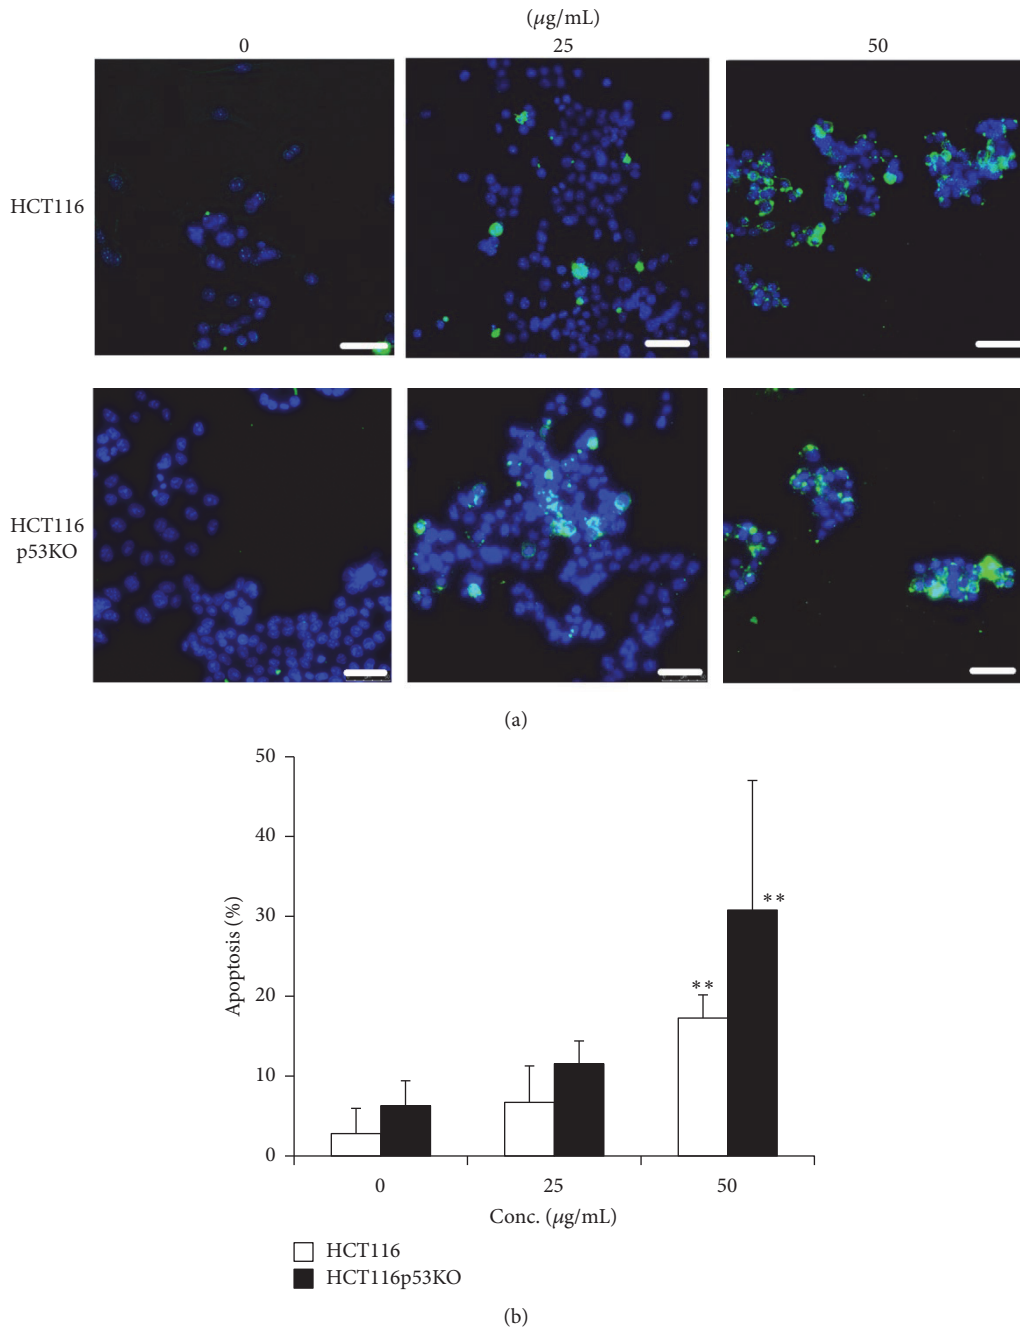 (µg/mL)
0 25 50
HCT116
HCT116
p53KO
(a)
50
40
30
20
10
0
Apoptosis (%)
**
**
0 25 50
Conc. (µg/mL)
HCT116
HCT116p53KO
(b)